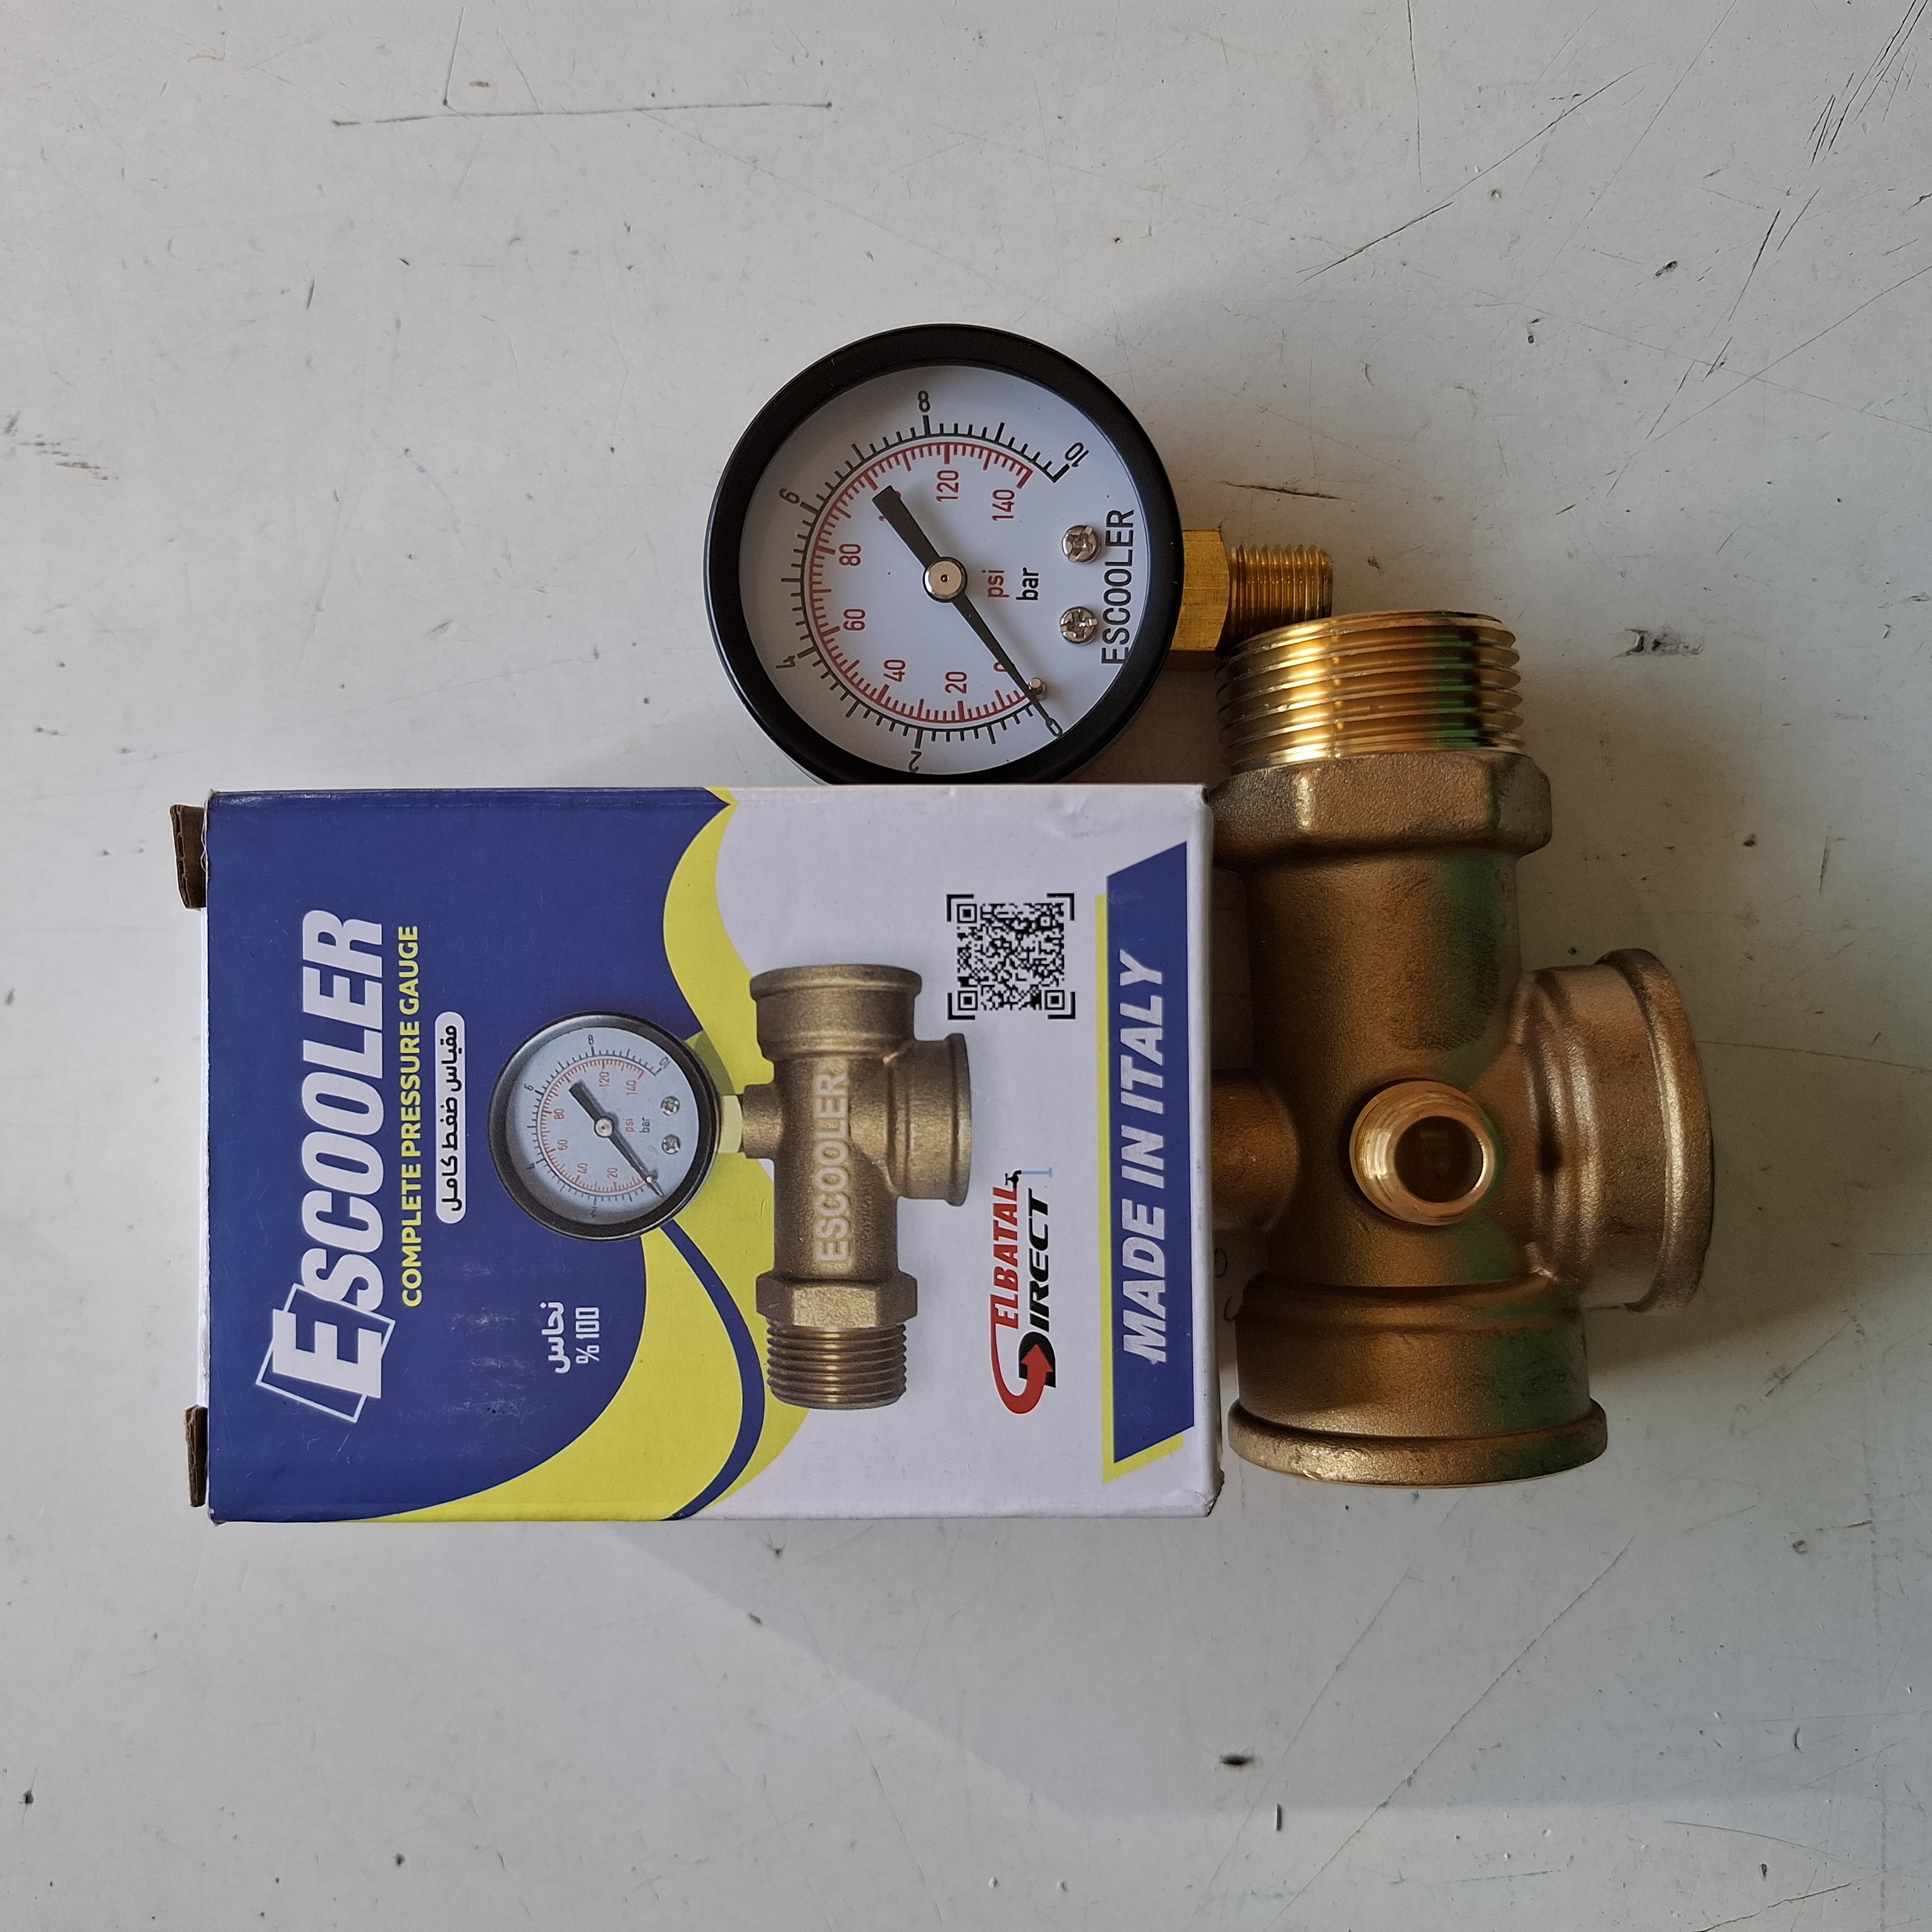 ESCOOLER
COMPLETE PRESSURE GAUGE
مقياس ضغط كامل
نحاس
% 100
4 6
60 80
2 40 8
20 120
psi 140
bar 10
ESCOOLER
ELBATAL
DIRECT
MADE IN ITALY
4 6
60 80
2 40 8
20 120
0 psi 140
0 bar 10
ESCOOLER